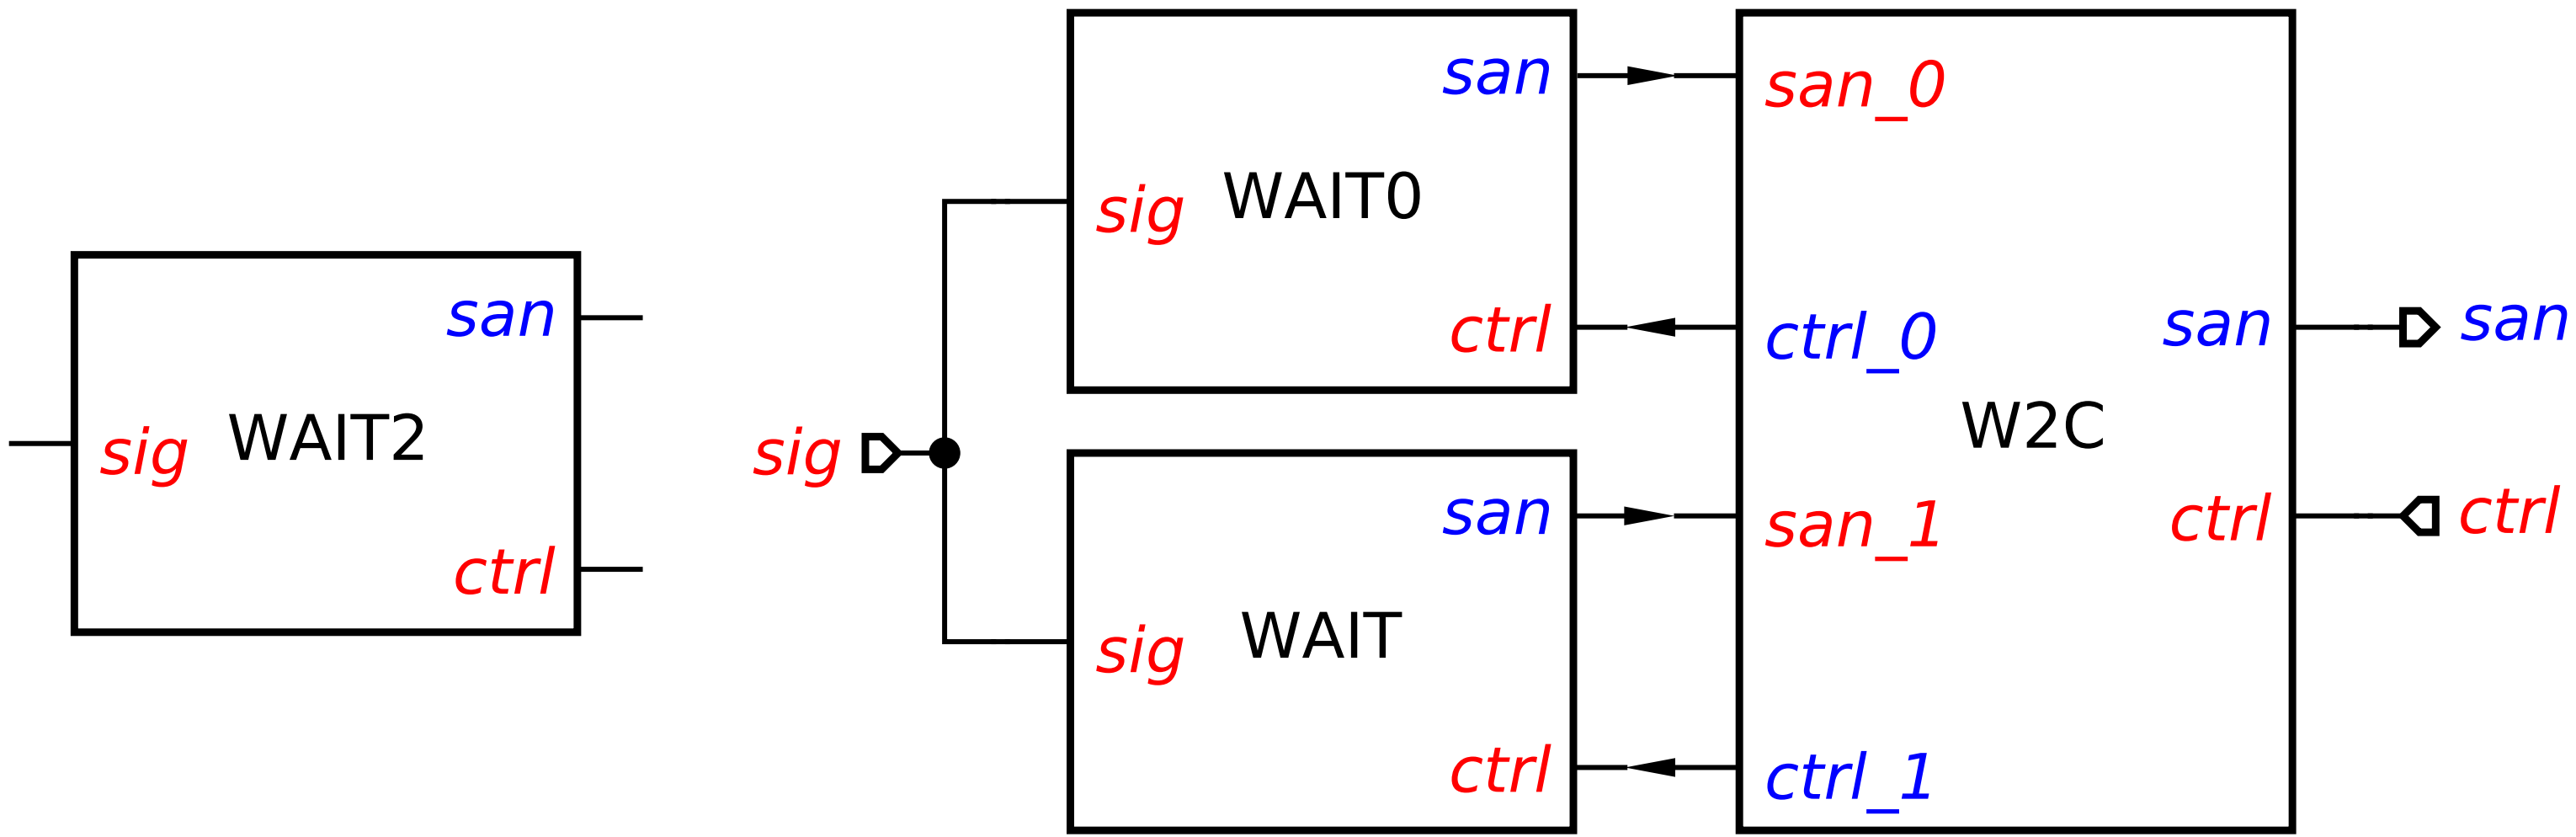 san
sig WAIT2
ctrl
sig
san
sig WAIT0
ctrl
san
sig WAIT
ctrl
san_0
ctrl_0
san_1
ctrl_1
W2C
san
ctrl
san
ctrl